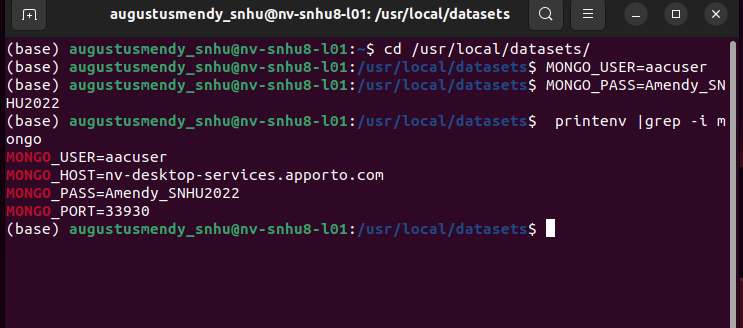 augustusmendy_snhu@nv-snhu8-l01: /usr/local/datasets
(base) augustusmendy_snhu@nv-snhu8-l01:~$ cd /usr/local/datasets/
(base) augustusmendy_snhu@nv-snhu8-l01:/usr/local/datasets$ MONGO_USER=aacuser
(base) augustusmendy_snhu@nv-snhu8-l01:/usr/local/datasets$ MONGO_PASS=Amendy_SN
HU2022
(base) augustusmendy_snhu@nv-snhu8-l01:/usr/local/datasets$  printenv |grep -i m
ongo
MONGO_USER=aacuser
MONGO_HOST=nv-desktop-services.apporto.com
MONGO_PASS=Amendy_SNHU2022
MONGO_PORT=33930
(base) augustusmendy_snhu@nv-snhu8-l01:/usr/local/datasets$